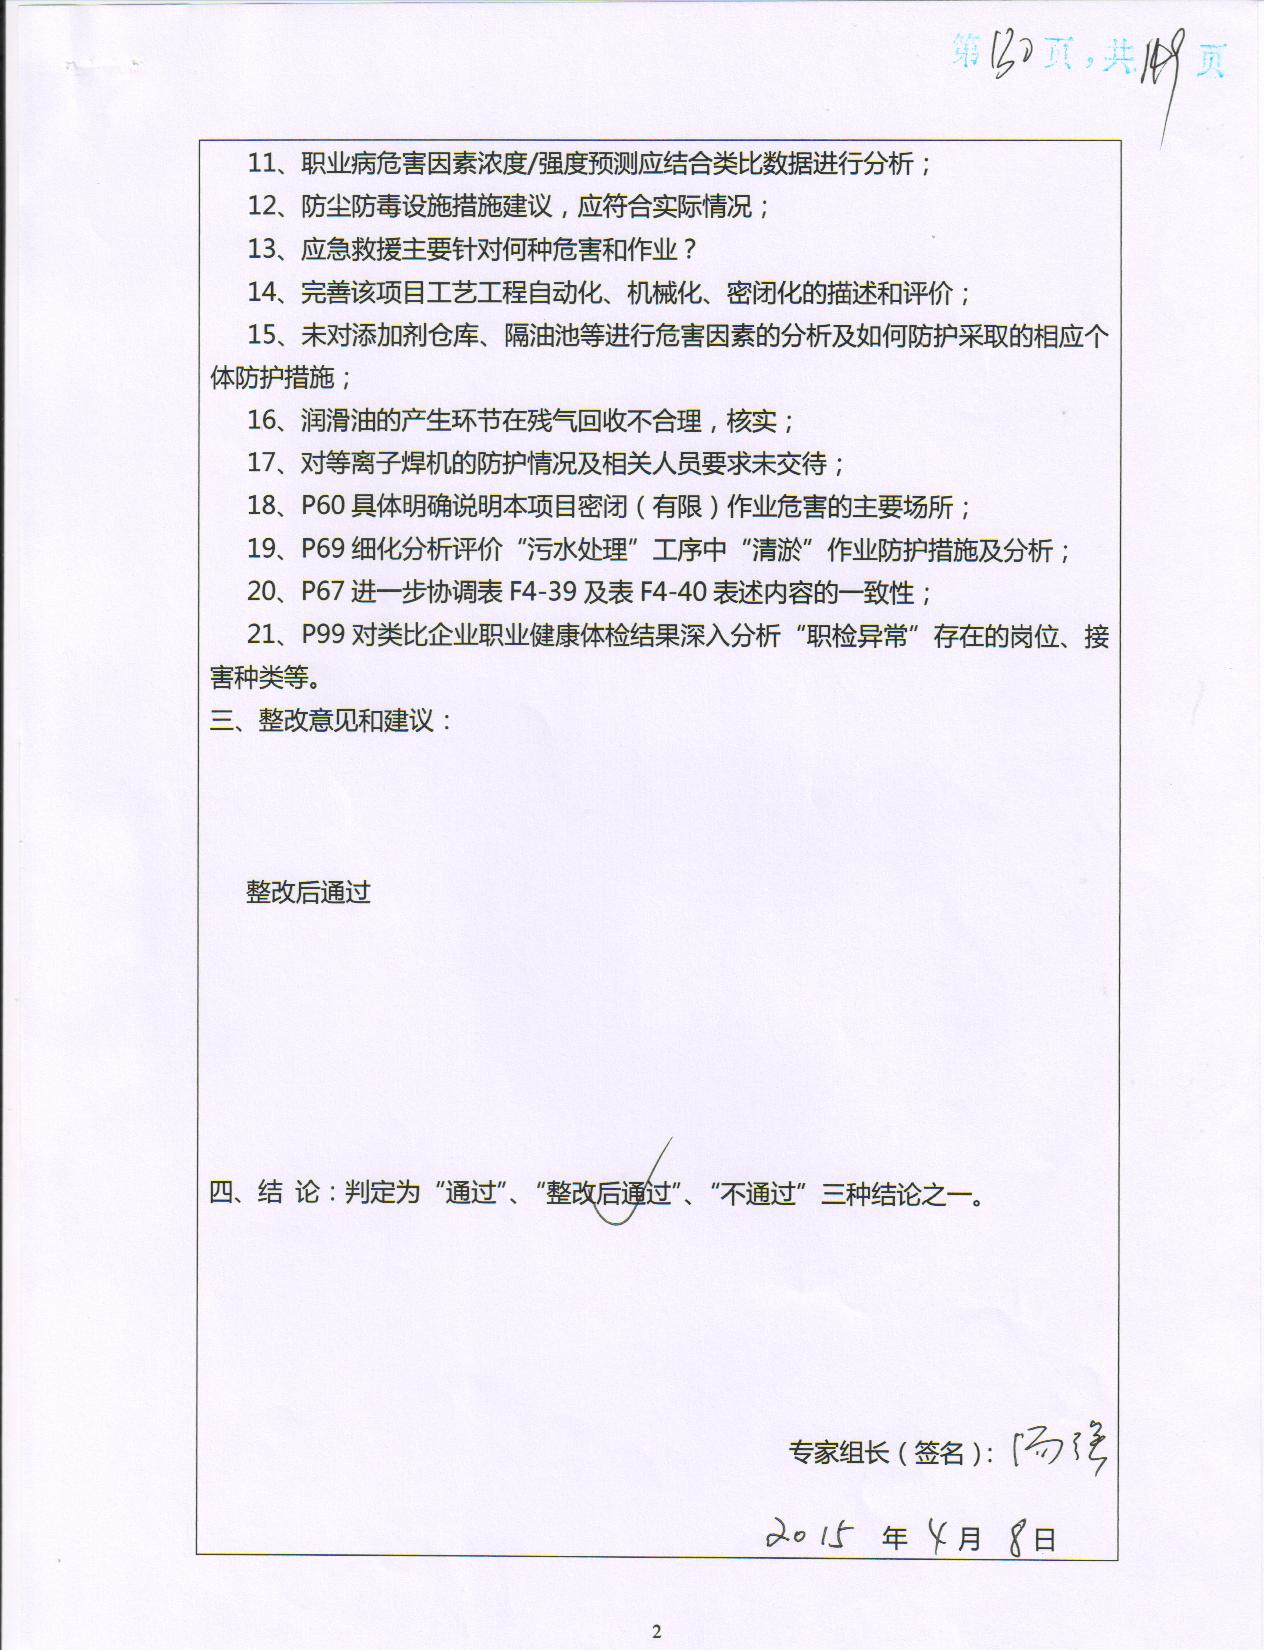 第130页，共149页
11、职业病危害因素浓度/强度预测应结合类比数据进行分析；
12、防尘防毒设施措施建议，应符合实际情况；
13、应急救援主要针对何种危害和作业？
14、完善该项目工艺工程自动化、机械化、密闭化的描述和评价；
15、未对添加剂仓库、隔油池等进行危害因素的分析及如何防护采取的相应个
体防护措施；
16、润滑油的产生环节在残气回收不合理，核实；
17、对等离子焊机的防护情况及相关人员要求未交待；
18、P60 具体明确说明本项目密闭（有限）作业危害的主要场所；
19、P69 细化分析评价“污水处理”工序中“清淤”作业防护措施及分析；
20、P67 进一步协调表 F4-39 及表 F4-40 表述内容的一致性；
21、P99 对类比企业职业健康体检结果深入分析“职检异常”存在的岗位、接
害种类等。
三、整改意见和建议：
整改后通过
四、结 论：判定为“通过”、“整改后通过”、“不通过”三种结论之一。
专家组长（签名）：
2015 年 4 月 8 日
2